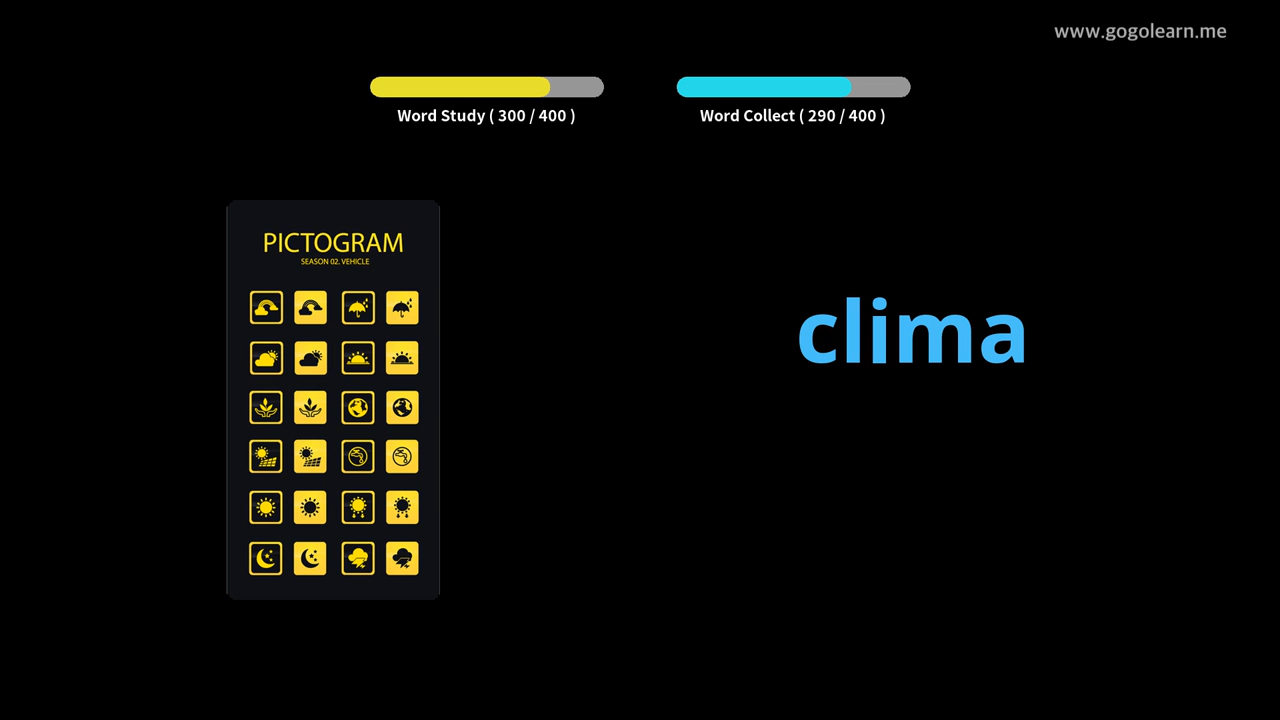 www.gogolearn.me
Word Study ( 300 / 400 )
Word Collect ( 290 / 400 )
PICTOGRAM
SEASON 02. VEHICLE
clima